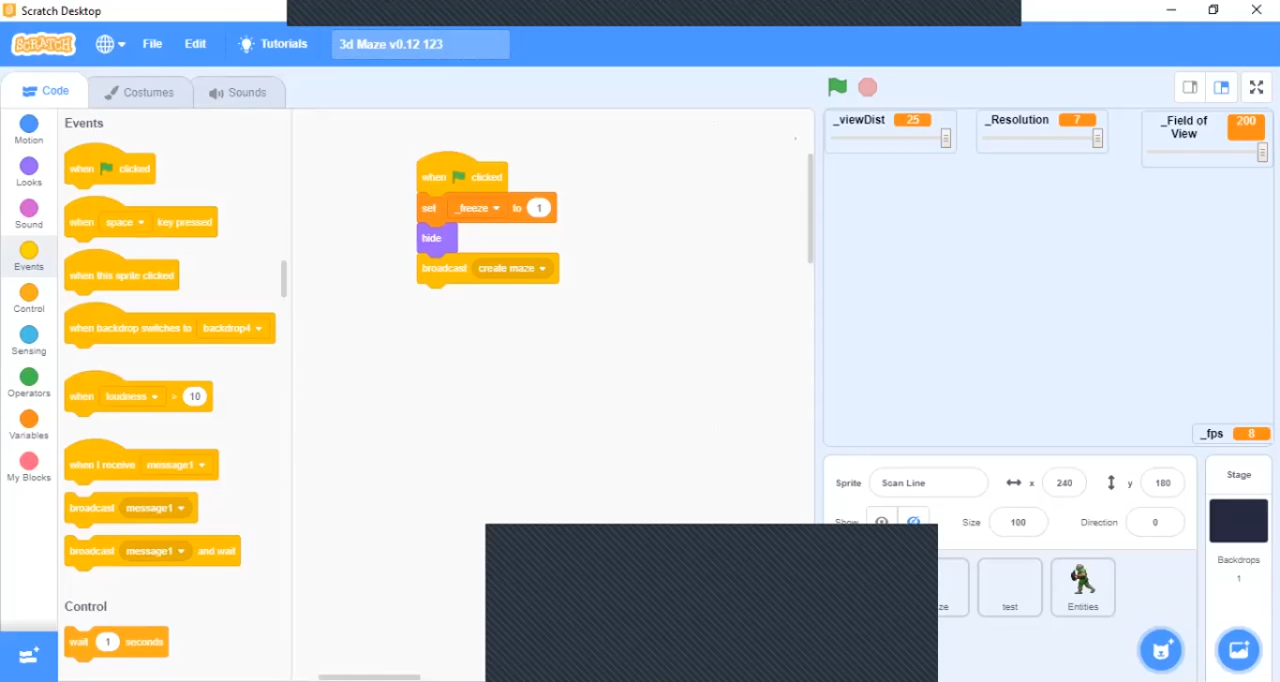 Scratch Desktop
SCRATCH
File
Edit
Tutorials
3d Maze v0.12 123
Code
Costumes
Sounds
Motion
Looks
Sound
Events
Control
Sensing
Operators
Variables
My Blocks
Events
when clicked
when space key pressed
when this sprite clicked
when backdrop switches to backdrop4
when loudness > 10
when I receive message1
broadcast message1
broadcast message1 and wait
Control
wait 1 seconds
when clicked
set _freeze to 1
hide
broadcast create maze
_viewDist 25
_Resolution 7
_Field of View 200
_fps 8
Sprite Scan Line x 240 y 180
Show Size 100 Direction 0
ze
test
Entities
Stage
Backdrops
1